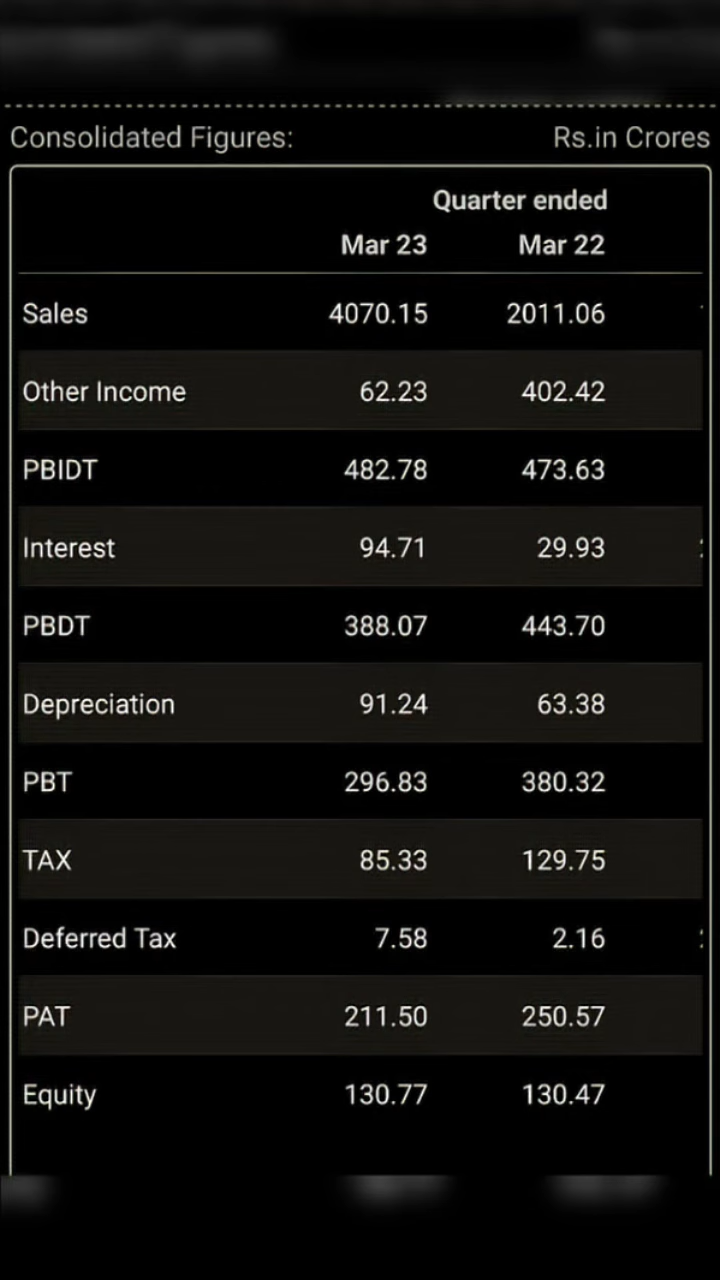 Consolidated Figures: Rs.in Crores
Quarter ended
Mar 23 Mar 22
Sales 4070.15 2011.06
Other Income 62.23 402.42
PBIDT 482.78 473.63
Interest 94.71 29.93
PBDT 388.07 443.70
Depreciation 91.24 63.38
PBT 296.83 380.32
TAX 85.33 129.75
Deferred Tax 7.58 2.16
PAT 211.50 250.57
Equity 130.77 130.47